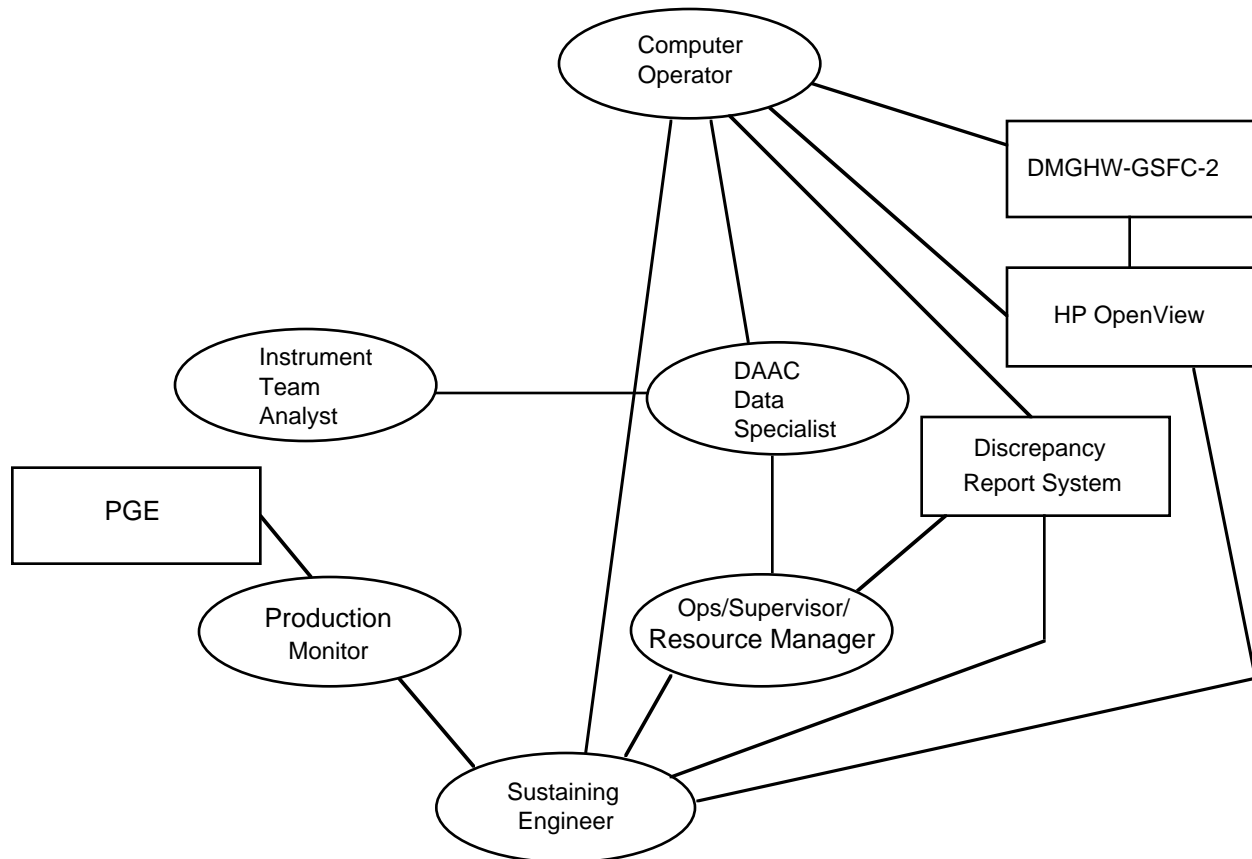 Computer
Operator
DMGHW-GSFC-2
HP OpenView
Instrument
Team
Analyst
DAAC
Data
Specialist
Discrepancy
Report System
PGE
Production
Monitor
Ops/Supervisor/
Resource Manager
Sustaining
Engineer